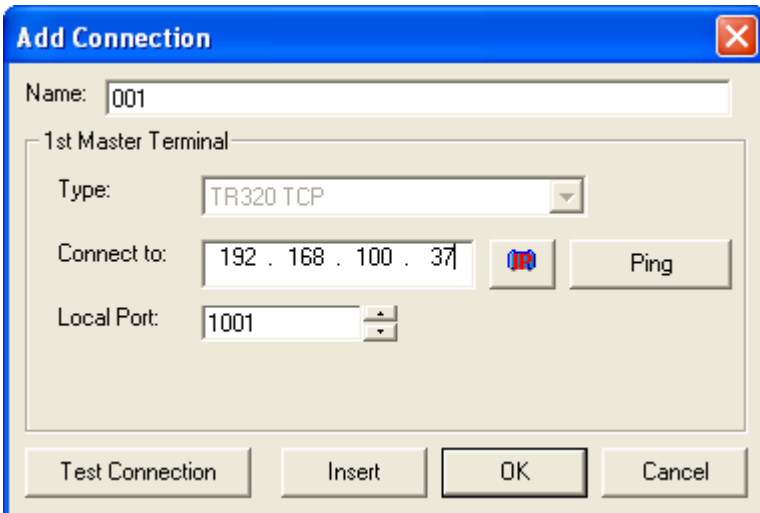 Add Connection
Name: 001
1st Master Terminal
Type: TR320 TCP
Connect to: 192 . 168 . 100 . 37 Ping
Local Port: 1001
Test Connection Insert OK Cancel